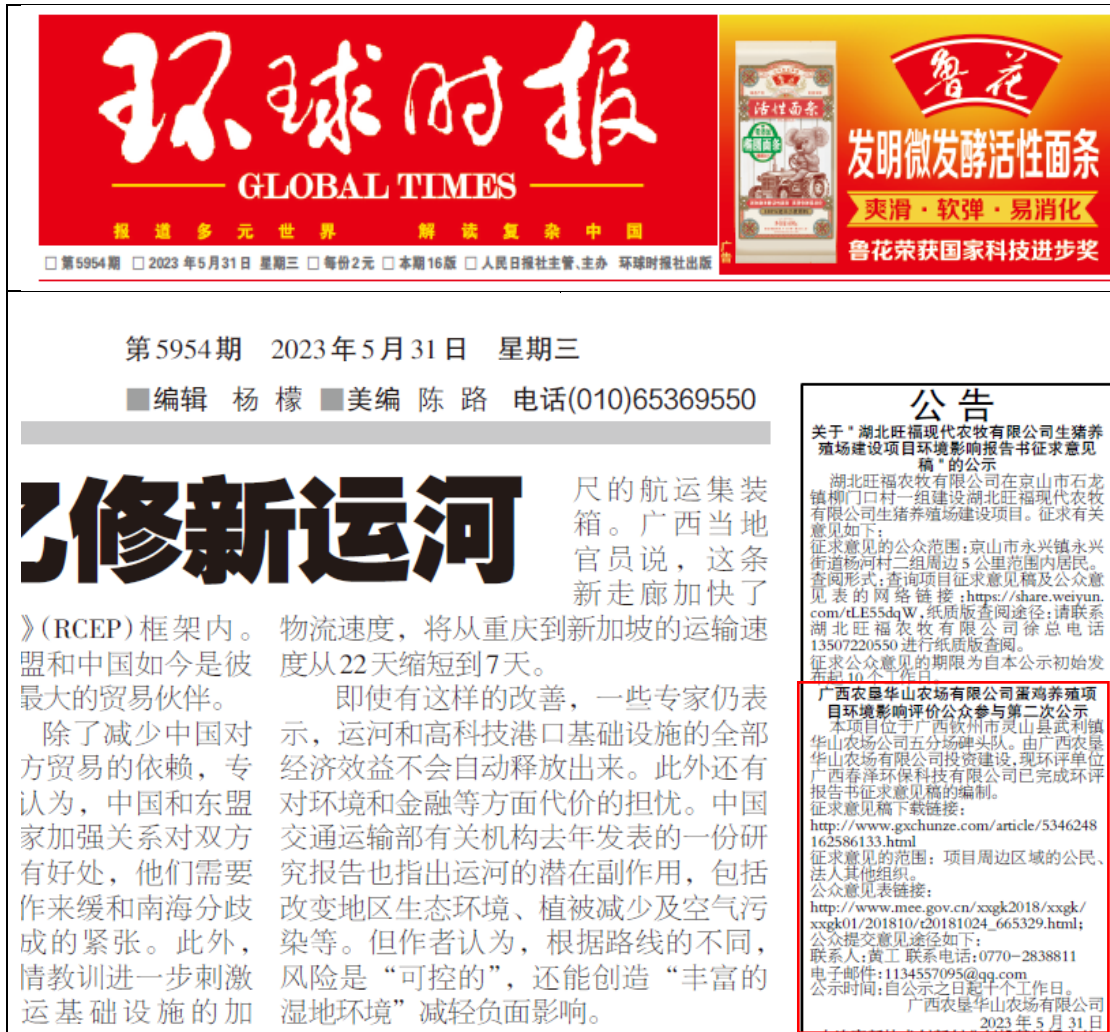 环球时报
GLOBAL TIMES
报道多元世界 解读复杂中国
□第5954期 □2023年5月31日 星期三 □每份2元 □本期16版 □人民日报社主管、主办 环球时报社出版
鲁花
活性面条
发明微发酵活性面条
爽滑·软弹·易消化
鲁花荣获国家科技进步奖
广告
第5954期 2023年5月31日 星期三
■编辑 杨檬 ■美编 陈路 电话(010)65369550
亿修新运河
》(RCEP)框架内。
盟和中国如今是彼
最大的贸易伙伴。
除了减少中国对
方贸易的依赖，专
认为，中国和东盟
家加强关系对双方
有好处，他们需要
作来缓和南海分歧
成的紧张。此外，
情教训进一步刺激
运基础设施的加
尺的航运集装
箱。广西当地
官员说，这条
新走廊加快了
物流速度，将从重庆到新加坡的运输速
度从22天缩短到7天。
即使有这样的改善，一些专家仍表
示，运河和高科技港口基础设施的全部
经济效益不会自动释放出来。此外还有
对环境和金融等方面代价的担忧。中国
交通运输部有关机构去年发表的一份研
究报告也指出运河的潜在副作用，包括
改变地区生态环境、植被减少及空气污
染等。但作者认为，根据路线的不同，
风险是“可控的”，还能创造“丰富的
湿地环境”减轻负面影响。
公告
关于"湖北旺福现代农牧有限公司生猪养
殖场建设项目环境影响报告书征求意见
稿"的公示
湖北旺福农牧有限公司在京山市石龙
镇柳门口村一组建设湖北旺福现代农牧
有限公司生猪养殖场建设项目。征求有关
意见如下：
征求意见的公众范围：京山市永兴镇永兴
街道杨河村二组周边5公里范围内居民。
查阅形式：查询项目征求意见稿及公众意
见表的网络链接：https://share.weiyun.
com/tLE55dqW，纸质版查阅途径：请联系
湖北旺福农牧有限公司徐总电话
13507220550进行纸质版查阅。
征求公众意见的期限为自本公示初始发
布起10个工作日。
广西农垦华山农场有限公司蛋鸡养殖项
目环境影响评价公众参与第二次公示
本项目位于广西钦州市灵山县武利镇
华山农场公司五分场碑头队。由广西农垦
华山农场有限公司投资建设，现环评单位
广西春泽环保科技有限公司已完成环评
报告书征求意见稿的编制。
征求意见稿下载链接：
http://www.gxchunze.com/article/5346248
162586133.html
征求意见的范围：项目周边区域的公民、
法人其他组织。
公众意见表链接：
http://www.mee.gov.cn/xxgk2018/xxgk/
xxgk01/201810/t20181024_665329.html；
公众提交意见途径如下：
联系人：黄工 联系电话：0770-2838811
电子邮件：1134557095@qq.com
公示时间：自公示之日起十个工作日。
广西农垦华山农场有限公司
2023年5月31日